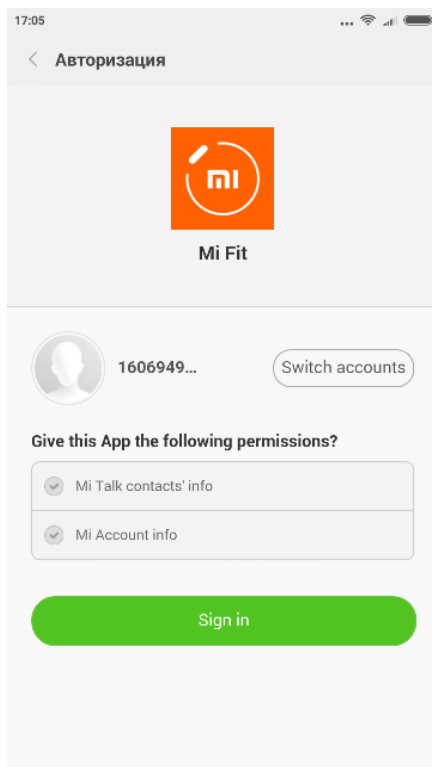 17:05 ...
Авторизация
mi
Mi Fit
1606949...
Switch accounts
Give this App the following permissions?
Mi Talk contacts' info
Mi Account info
Sign in